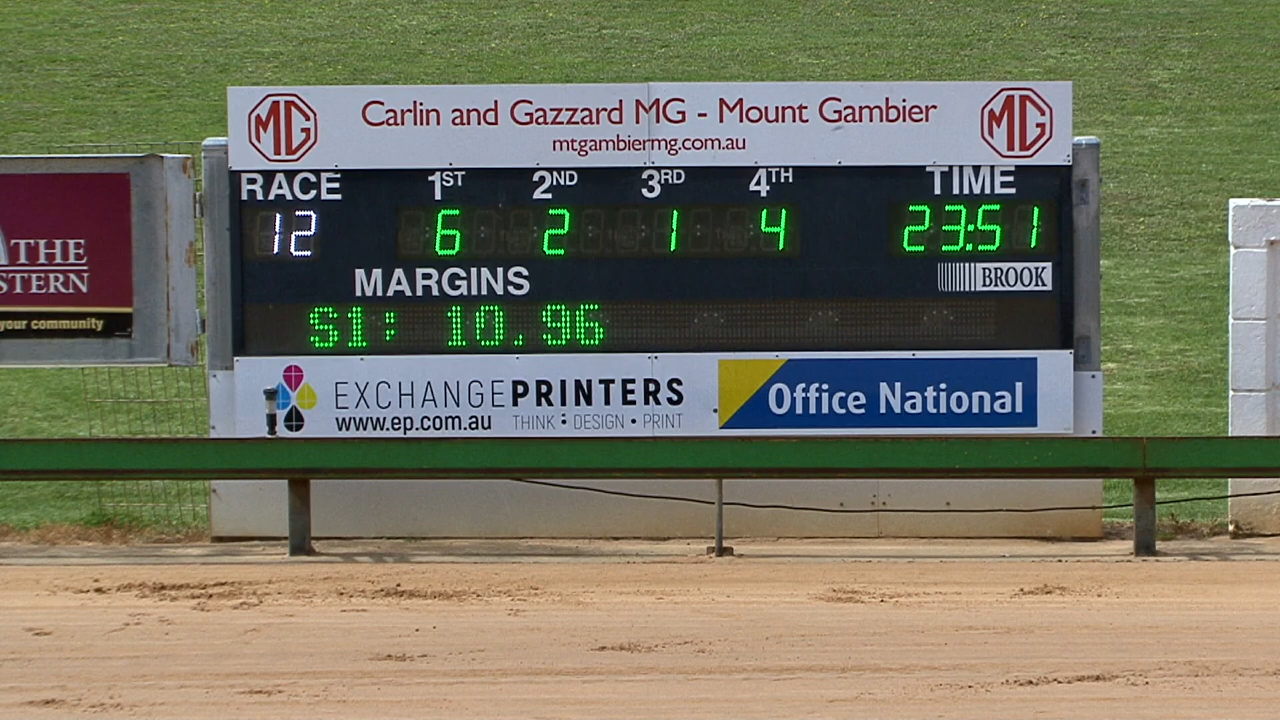 MG Carlin and Gazzard MG - Mount Gambier MG
mtgambiermg.com.au
RACE 1ST 2ND 3RD 4TH TIME
12 6 2 1 4 23:51
MARGINS
BROOK
S1: 10.96
THE
STERN
your community
EXCHANGEPRINTERS
www.ep.com.au THINK : DESIGN • PRINT
Office National